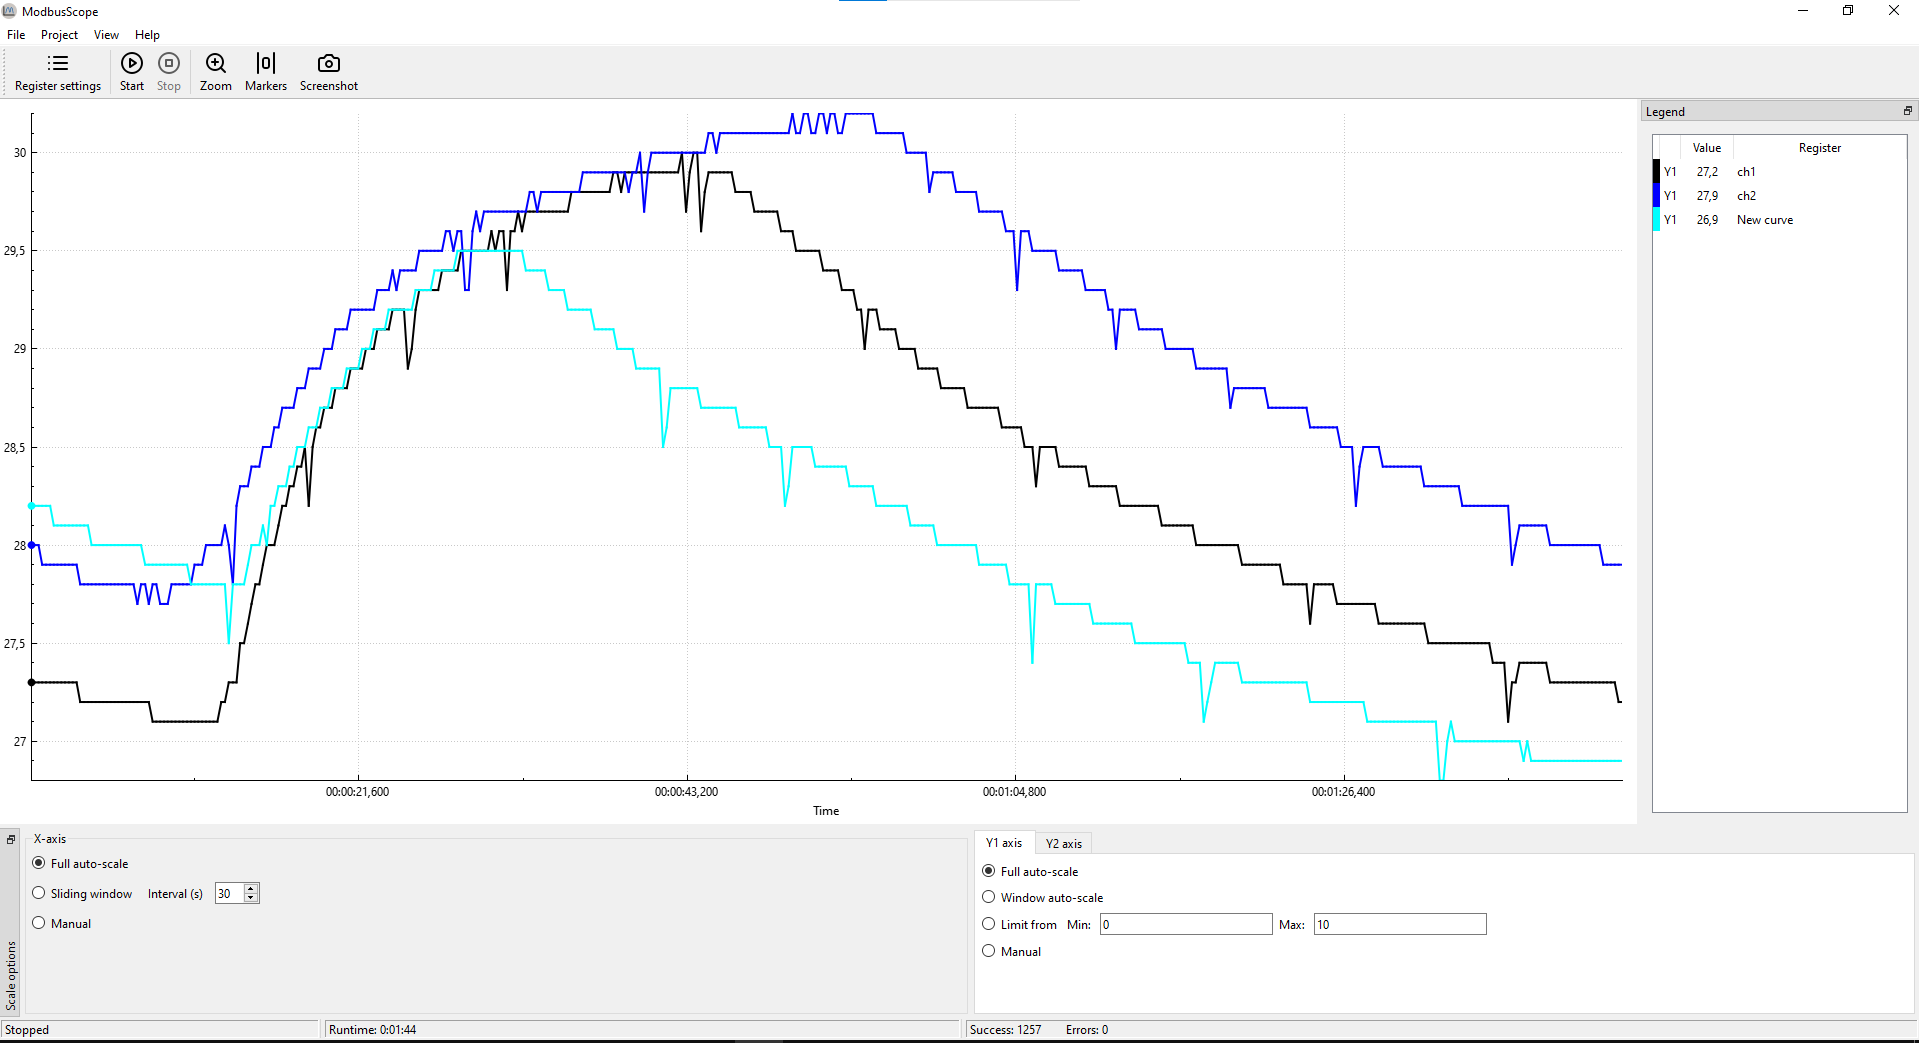 ModbusScope
File Project View Help
Register settings Start Stop Zoom Markers Screenshot
Legend
Value Register
Y1 27,2 ch1
Y1 27,9 ch2
Y1 26,9 New curve
30
29,5
29
28,5
28
27,5
27
00:00:21,600 00:00:43,200 00:01:04,800 00:01:26,400
Time
Scale options
X-axis
Full auto-scale
Sliding window Interval (s) 30
Manual
Y1 axis Y2 axis
Full auto-scale
Window auto-scale
Limit from Min: 0 Max: 10
Manual
Stopped Runtime: 0:01:44 Success: 1257 Errors: 0